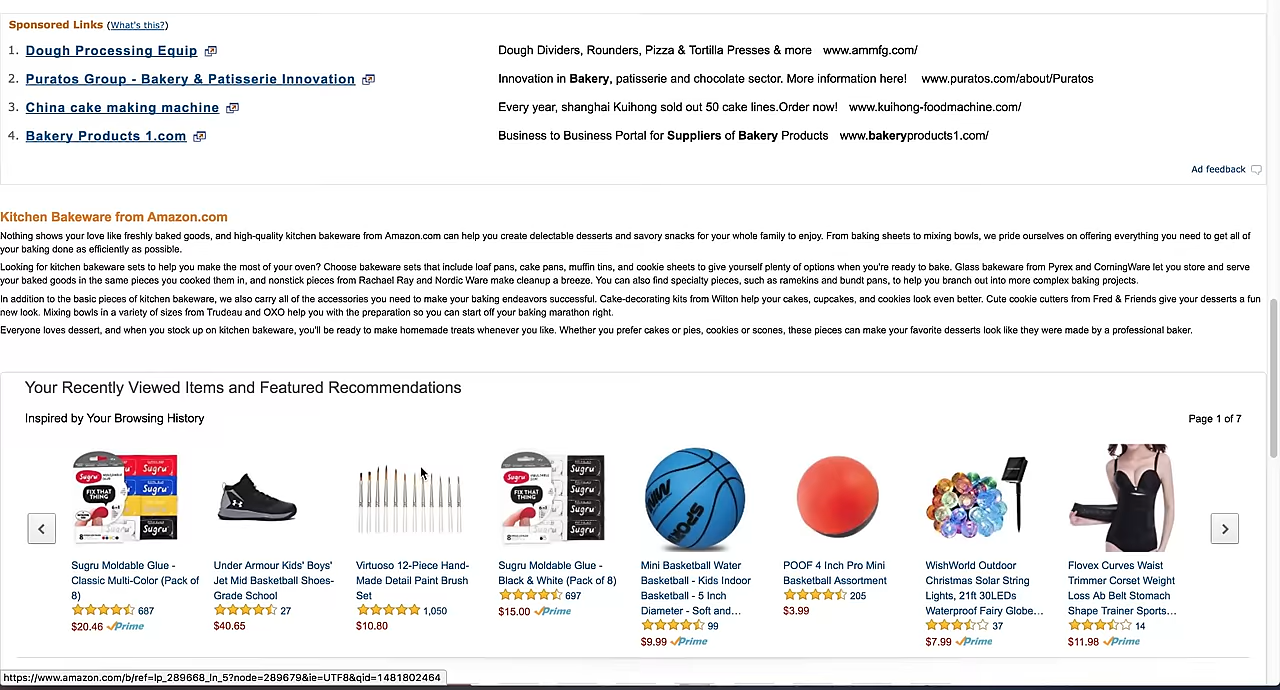 Sponsored Links (What's this?)
1. Dough Processing Equip
Dough Dividers, Rounders, Pizza & Tortilla Presses & more www.ammfg.com/
2. Puratos Group - Bakery & Patisserie Innovation
Innovation in Bakery, patisserie and chocolate sector. More information here! www.puratos.com/about/Puratos
3. China cake making machine
Every year, shanghai Kuihong sold out 50 cake lines.Order now! www.kuihong-foodmachine.com/
4. Bakery Products 1.com
Business to Business Portal for Suppliers of Bakery Products www.bakeryproducts1.com/
Ad feedback
Kitchen Bakeware from Amazon.com
Nothing shows your love like freshly baked goods, and high-quality kitchen bakeware from Amazon.com can help you create delectable desserts and savory snacks for your whole family to enjoy. From baking sheets to mixing bowls, we pride ourselves on offering everything you need to get all of
your baking done as efficiently as possible.
Looking for kitchen bakeware sets to help you make the most of your oven? Choose bakeware sets that include loaf pans, cake pans, muffin tins, and cookie sheets to give yourself plenty of options when you're ready to bake. Glass bakeware from Pyrex and CorningWare let you store and serve
your baked goods in the same pieces you cooked them in, and nonstick pieces from Rachael Ray and Nordic Ware make cleanup a breeze. You can also find specialty pieces, such as ramekins and bundt pans, to help you branch out into more complex baking projects.
In addition to the basic pieces of kitchen bakeware, we also carry all of the accessories you need to make your baking endeavors successful. Cake-decorating kits from Wilton help your cakes, cupcakes, and cookies look even better. Cute cookie cutters from Fred & Friends give your desserts a fun
new look. Mixing bowls in a variety of sizes from Trudeau and OXO help you with the preparation so you can start off your baking marathon right.
Everyone loves dessert, and when you stock up on kitchen bakeware, you'll be ready to make homemade treats whenever you like. Whether you prefer cakes or pies, cookies or scones, these pieces can make your favorite desserts look like they were made by a professional baker.
Your Recently Viewed Items and Featured Recommendations
Inspired by Your Browsing History
Page 1 of 7
Sugru
FIX THAT
THING
Sugru
FIX THAT
THING
Sugru Moldable Glue -
Classic Multi-Color (Pack of
8)
687
$20.46 Prime
Under Armour Kids' Boys'
Jet Mid Basketball Shoes-
Grade School
27
$40.65
Virtuoso 12-Piece Hand-
Made Detail Paint Brush
Set
1,050
$10.80
Sugru Moldable Glue -
Black & White (Pack of 8)
697
$15.00 Prime
Mini Basketball Water
Basketball - Kids Indoor
Basketball - 5 Inch
Diameter - Soft and...
99
$9.99 Prime
POOF 4 Inch Pro Mini
Basketball Assortment
205
$3.99
WishWorld Outdoor
Christmas Solar String
Lights, 21ft 30LEDs
Waterproof Fairy Globe...
37
$7.99 Prime
Flovex Curves Waist
Trimmer Corset Weight
Loss Ab Belt Stomach
Shape Trainer Sports...
14
$11.98 Prime
https://www.amazon.com/b/ref=lp_289668_ln_5?node=289679&ie=UTF8&qid=1481802464